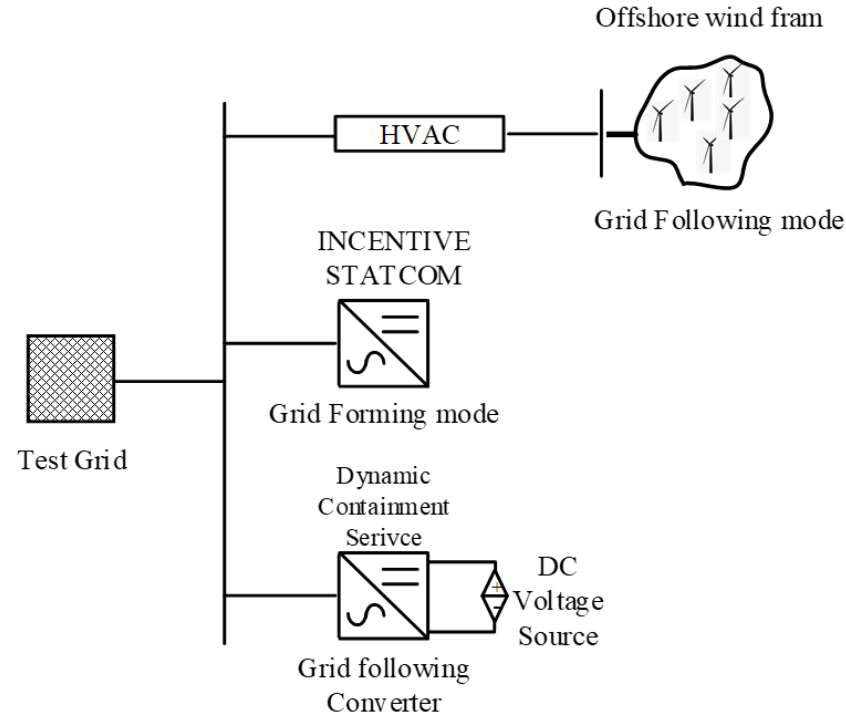 Offshore wind fram
HVAC
Grid Following mode
INCENTIVE
STATCOM
Grid Forming mode
Test Grid
Dynamic
Containment
Serivce
DC
Voltage
Source
+
-
Grid following
Converter